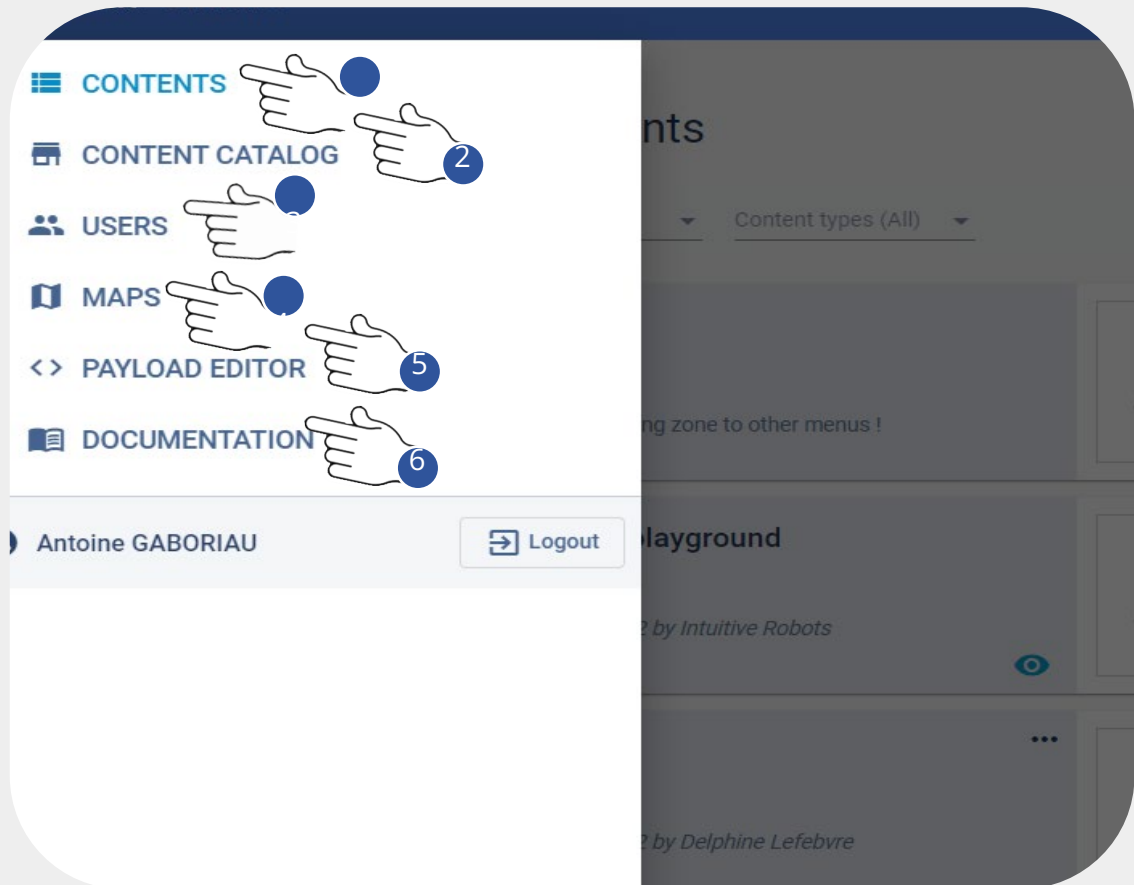 CONTENTS
CONTENT CATALOG
2
USERS
MAPS
PAYLOAD EDITOR
5
DOCUMENTATION
6
Antoine GABORIAU
Logout
nts
Content types (All)
ng zone to other menus !
layground
2 by Intuitive Robots
2 by Delphine Lefebvre